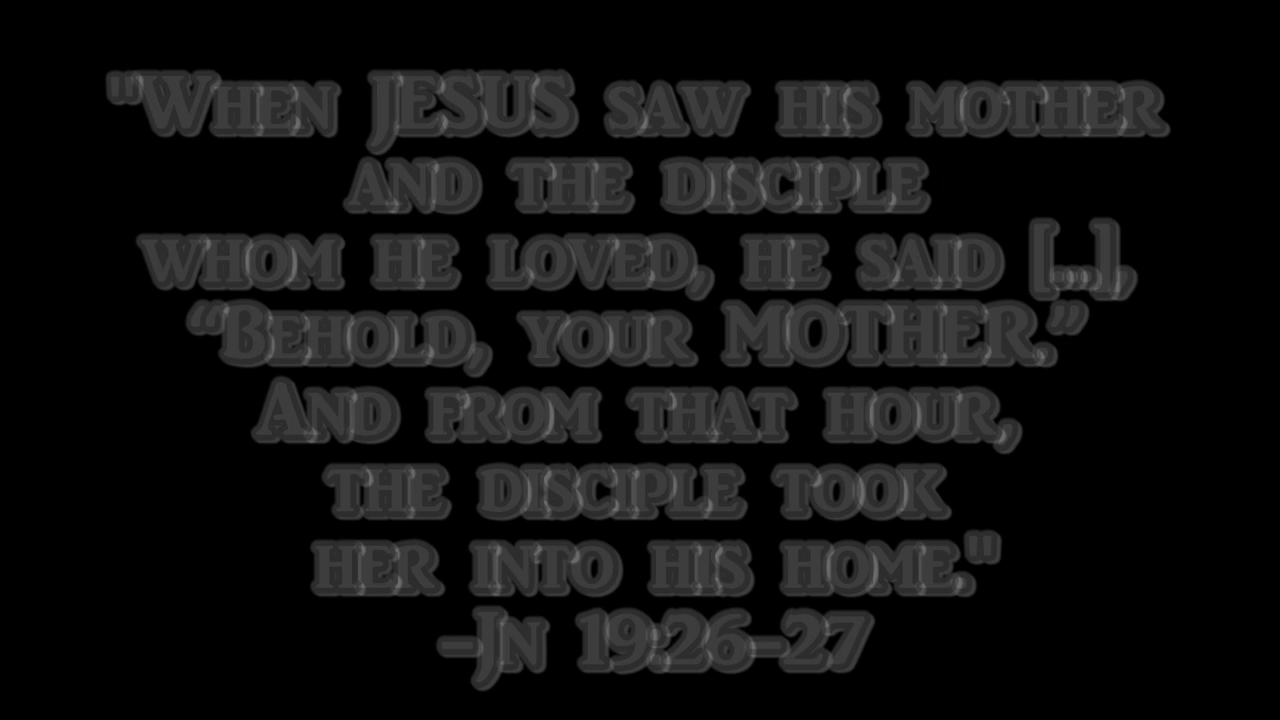 "When JESUS saw his mother
and the disciple
whom he loved, he said [...],
“Behold, your MOTHER.”
And from that hour,
the disciple took
her into his home."
-Jn 19:26-27